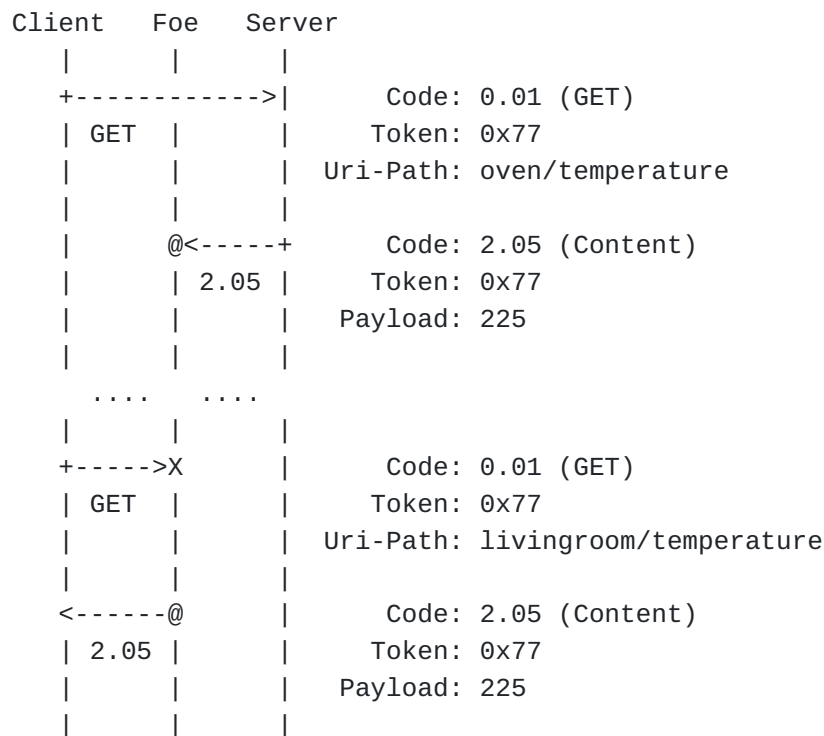 Client   Foe   Server
   |      |      |
   +------------>|      Code: 0.01 (GET)
   | GET  |      |     Token: 0x77
   |      |      |  Uri-Path: oven/temperature
   |      |      |
   |      @<-----+      Code: 2.05 (Content)
   |      | 2.05 |     Token: 0x77
   |      |      |   Payload: 225
   |      |      |
     ....   ....
   |      |      |
   +----->X      |      Code: 0.01 (GET)
   | GET  |      |     Token: 0x77
   |      |      |  Uri-Path: livingroom/temperature
   |      |      |
   <------@      |      Code: 2.05 (Content)
   | 2.05 |      |     Token: 0x77
   |      |      |   Payload: 225
   |      |      |